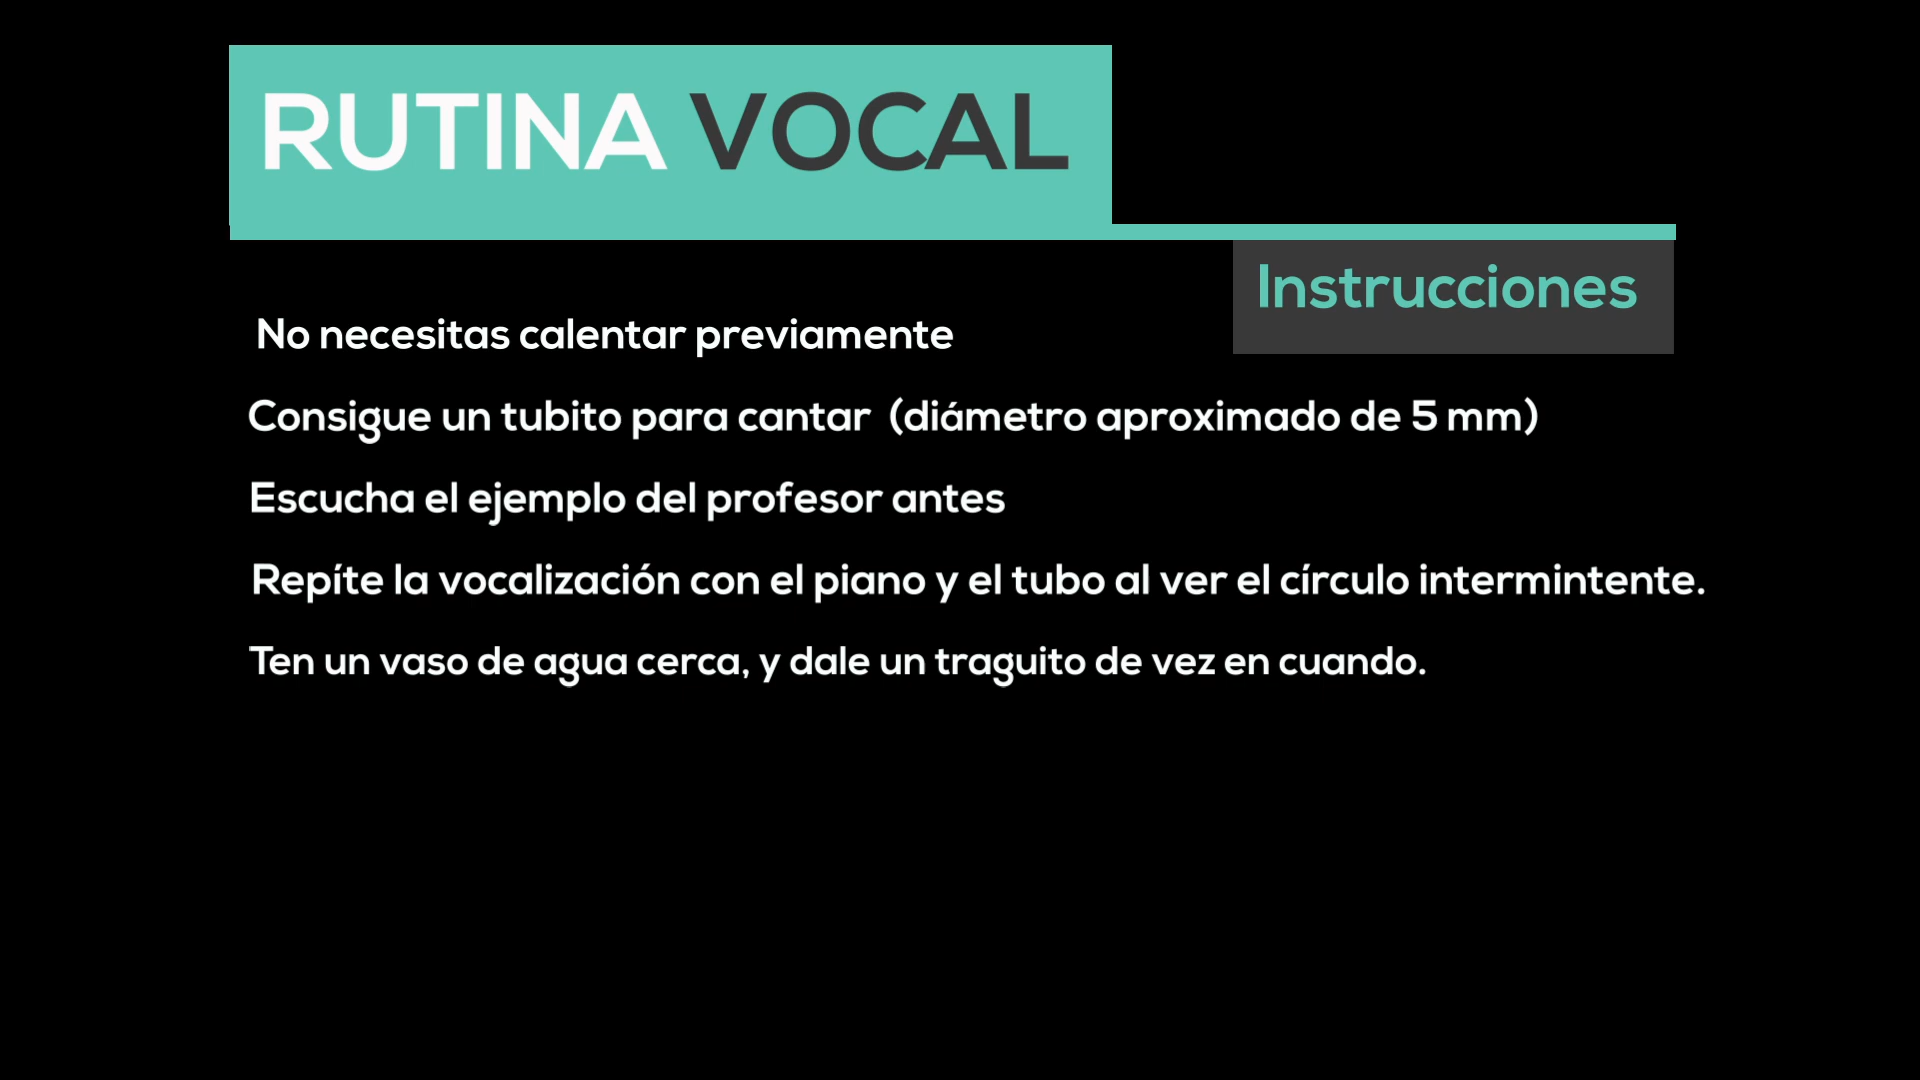 RUTINA VOCAL
Instrucciones
No necesitas calentar previamente
Consigue un tubito para cantar (diámetro aproximado de 5 mm)
Escucha el ejemplo del profesor antes
Repíte la vocalización con el piano y el tubo al ver el círculo intermintente.
Ten un vaso de agua cerca, y dale un traguito de vez en cuando.